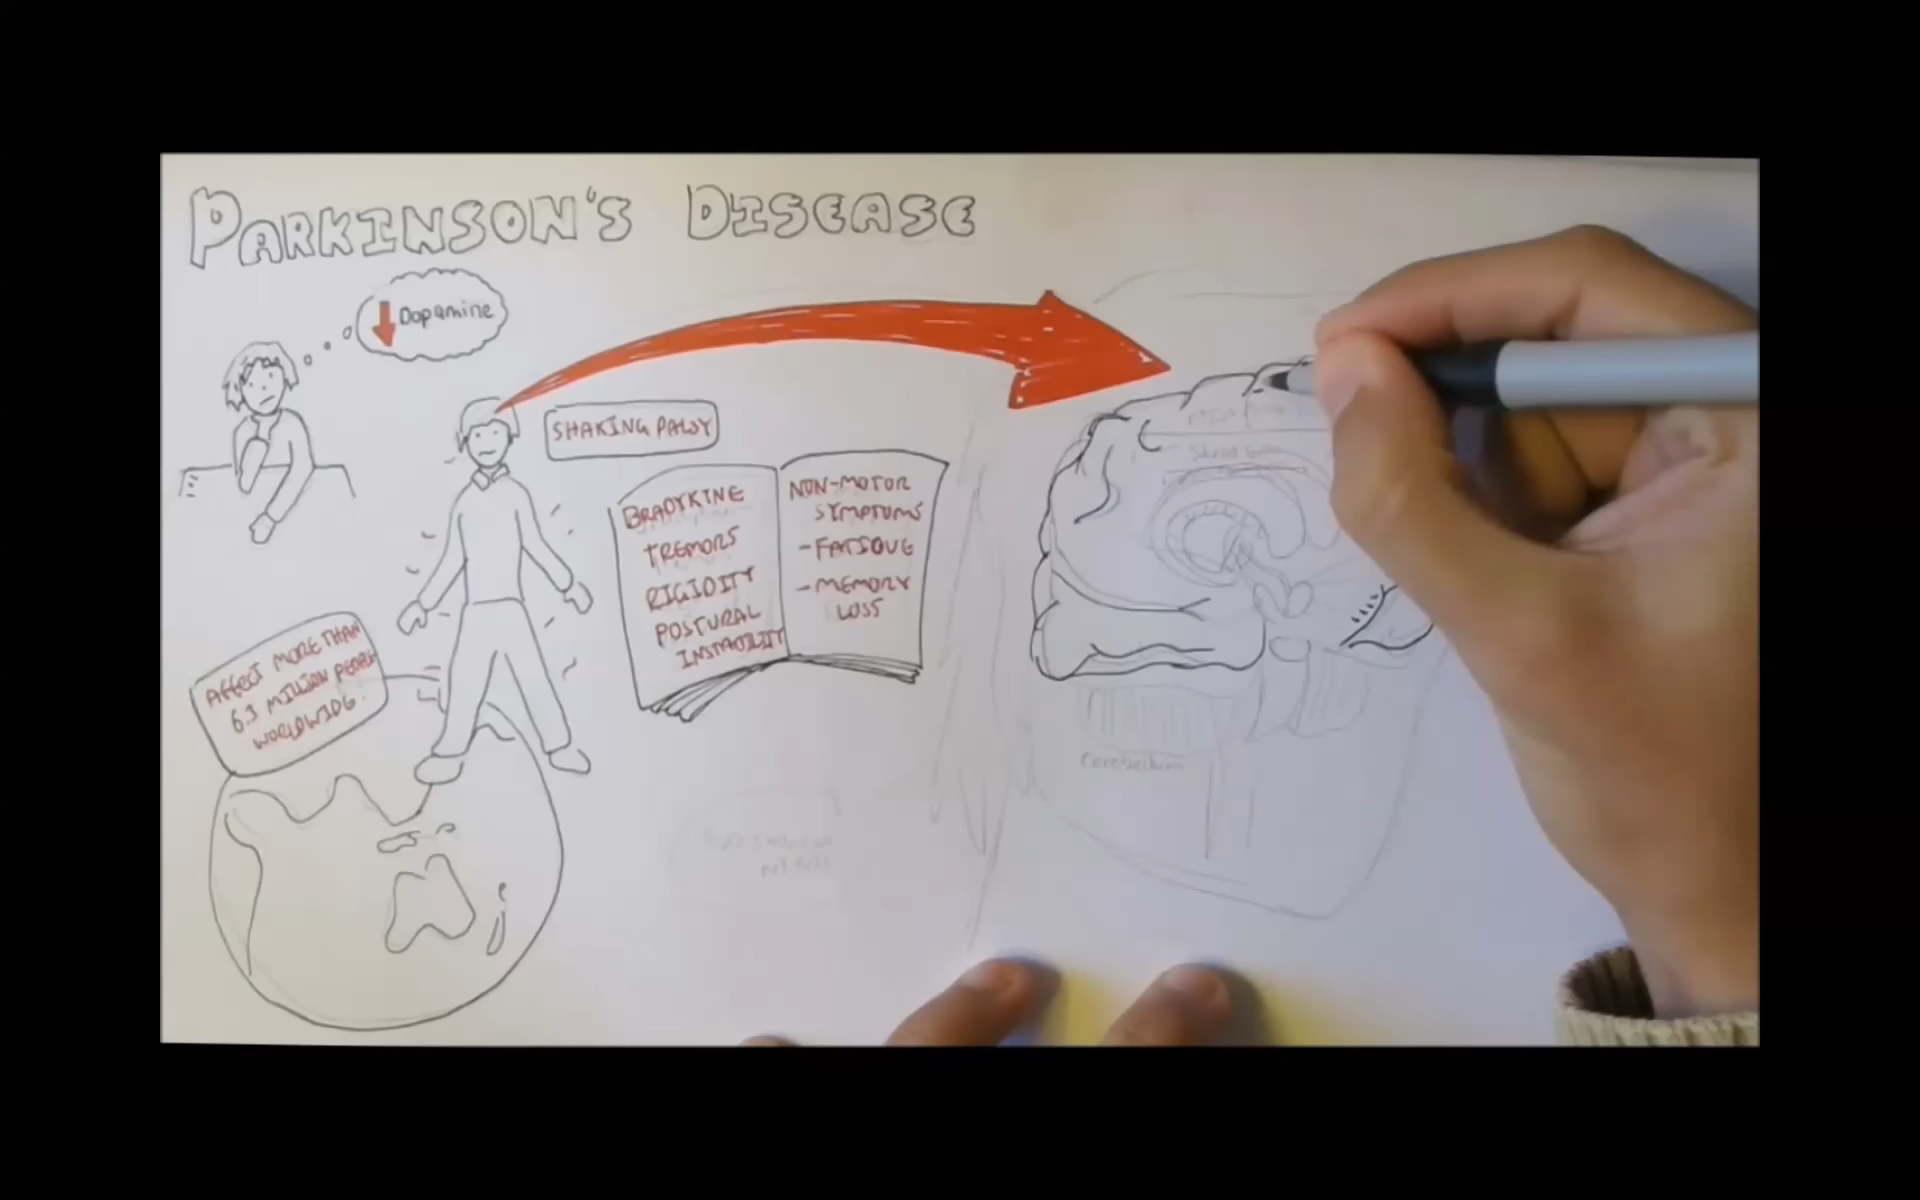 PARKINSON'S DISEASE
Dopamine
SHAKING PALSY
BRADYKINE
TREMORS
RIGIDITY
POSTURAL
INSTABILITY
NON-MOTOR
SYMPTOMS
-FATIGUE
-MEMORY
LOSS
AFFECT MORE THAN
6.3 MILLION PEOPLE
WORLDWIDE.
Cerebellum